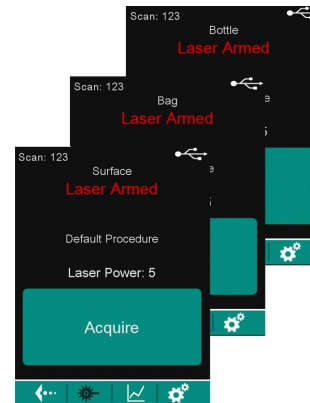 Scan: 123
Bottle
Laser Armed
Scan: 123
Bag
Laser Armed
e
5
Scan: 123
Surface
Laser Armed
e
Default Procedure
Laser Power: 5
Acquire